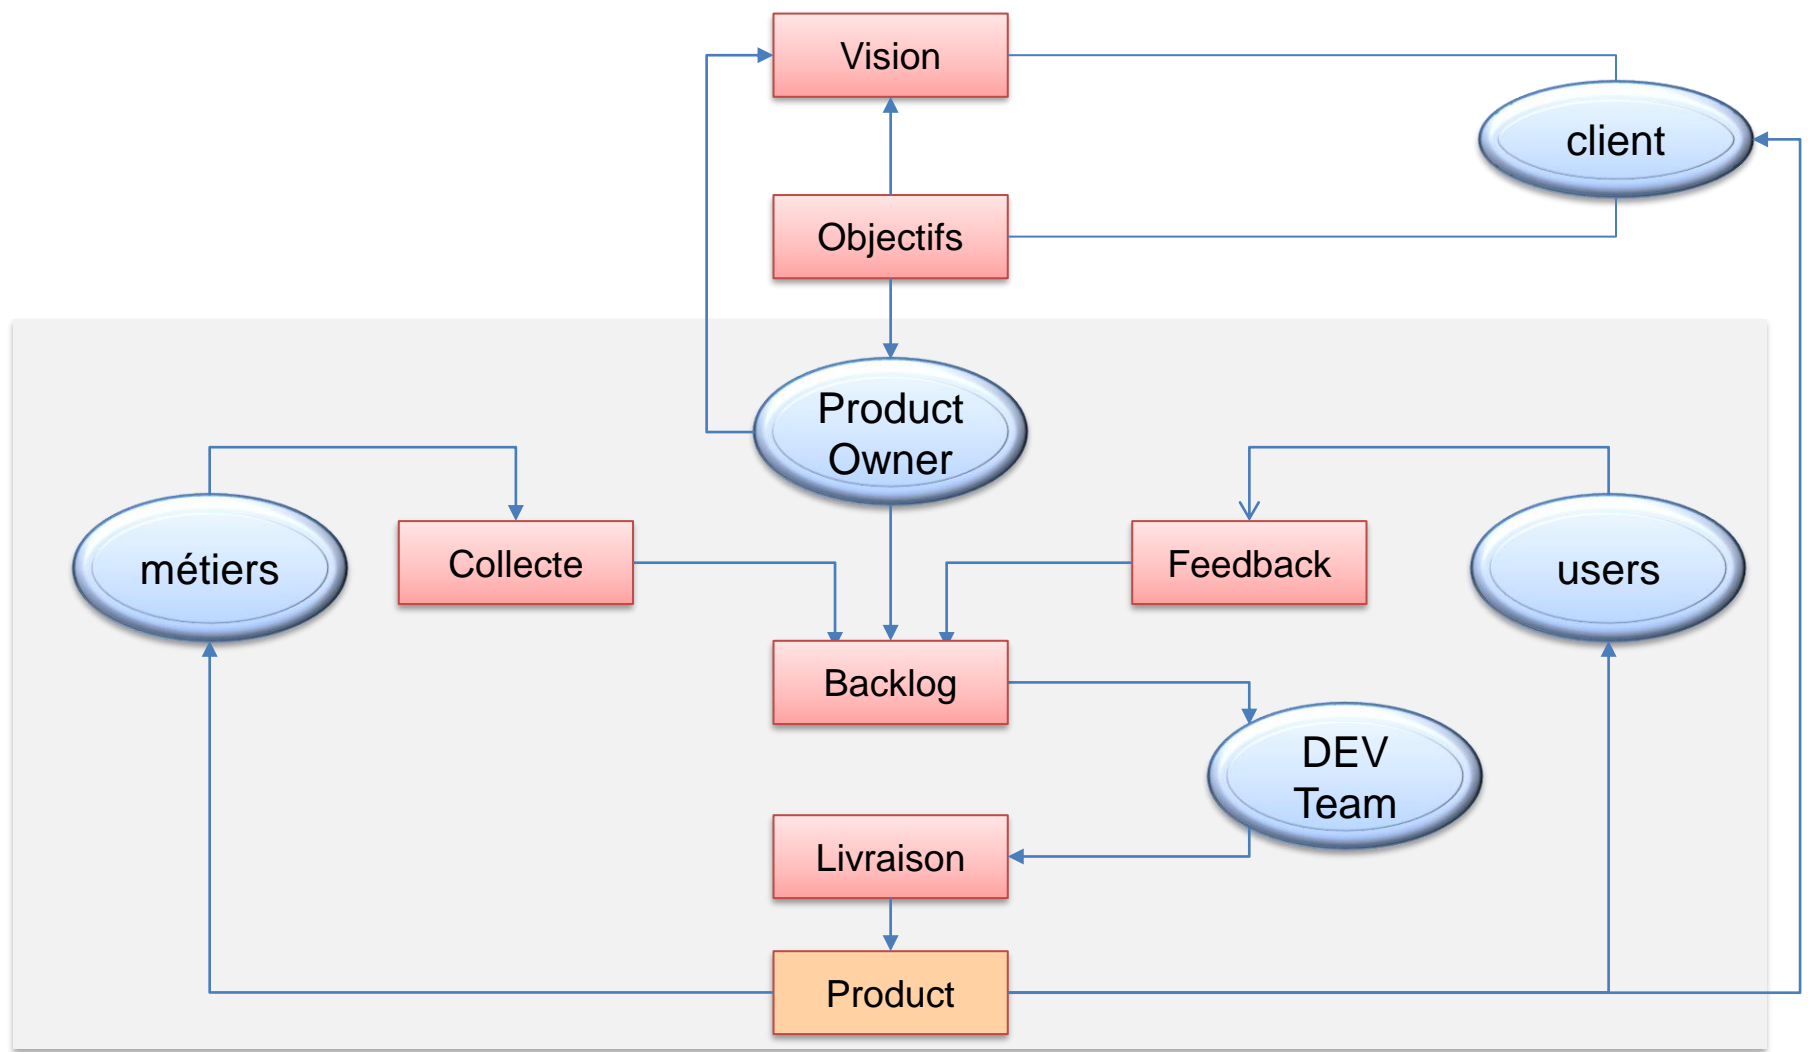 Vision
client
Objectifs
Product
Owner
métiers
Collecte
Feedback
users
Backlog
DEV
Team
Livraison
Product